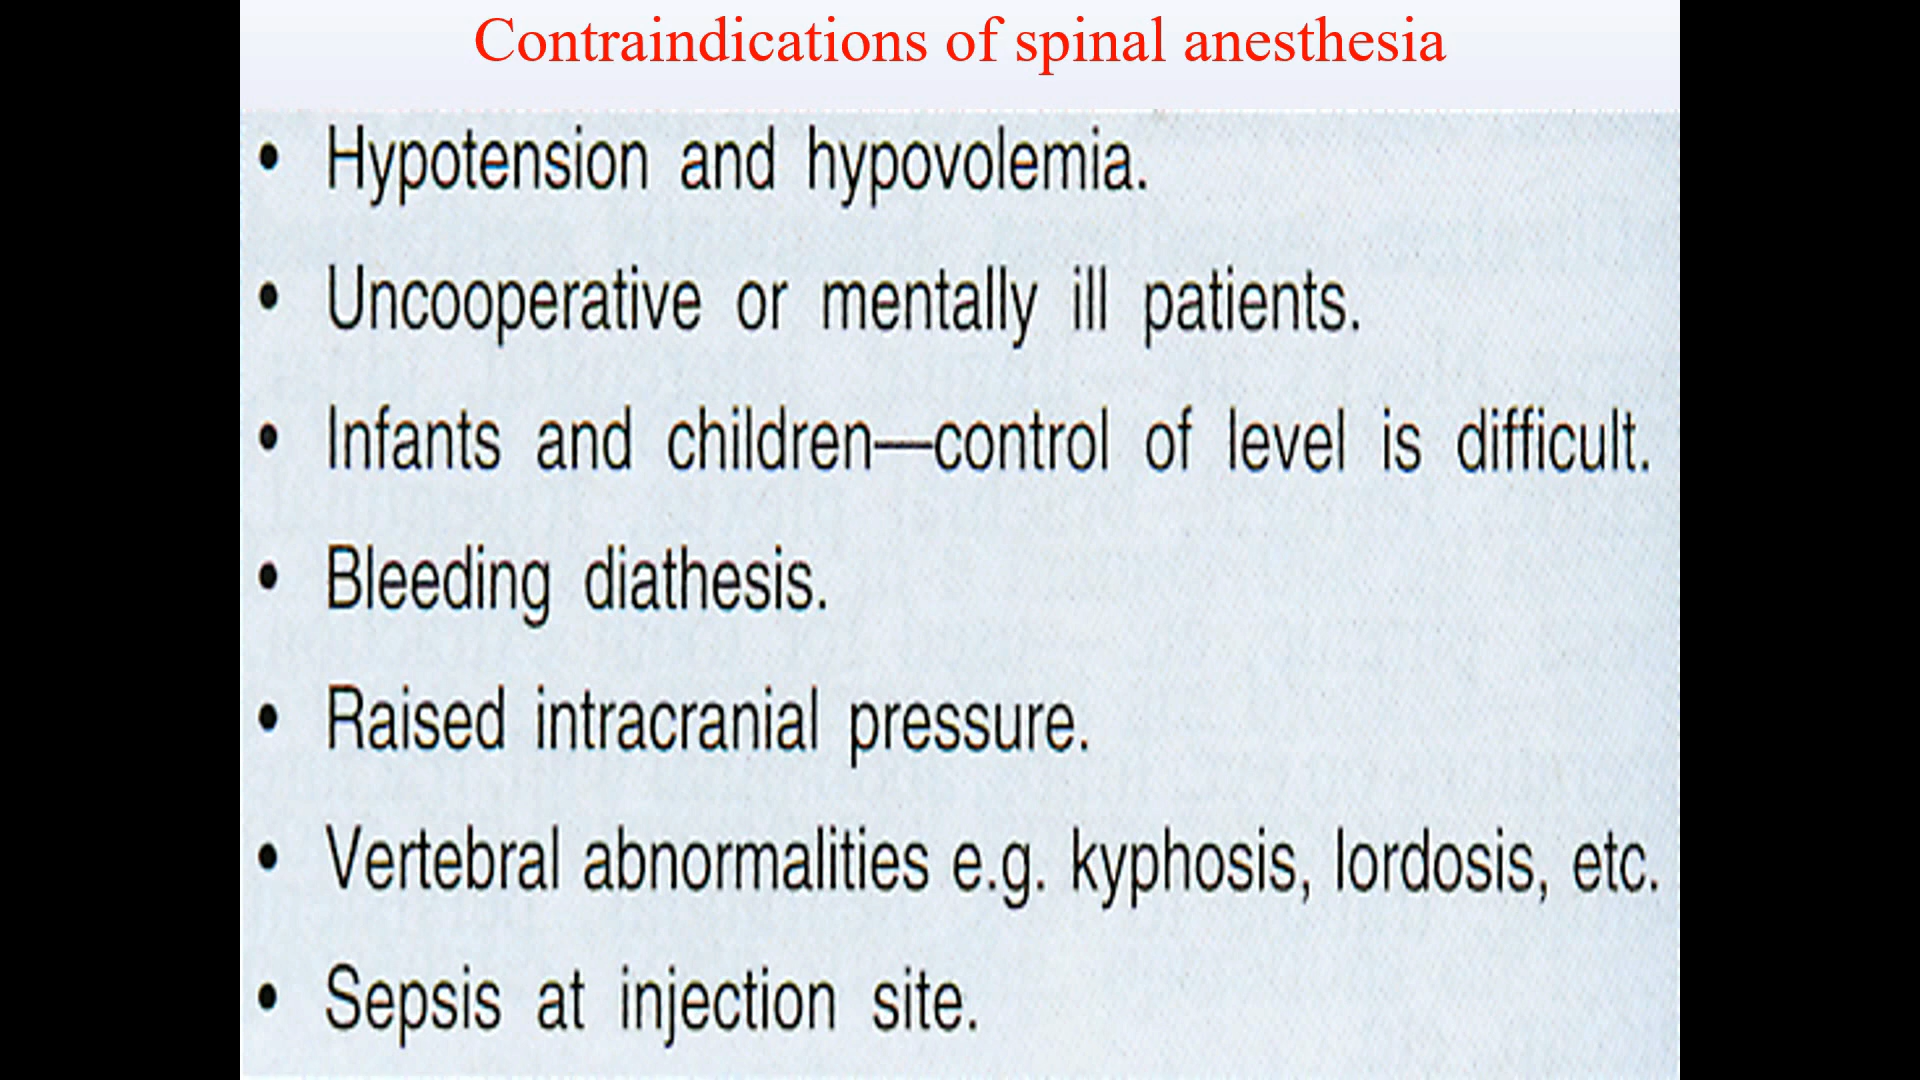 Contraindications of spinal anesthesia
• Hypotension and hypovolemia.
• Uncooperative or mentally ill patients.
• Infants and children—control of level is difficult.
• Bleeding diathesis.
• Raised intracranial pressure.
• Vertebral abnormalities e.g. kyphosis, lordosis, etc.
• Sepsis at injection site.